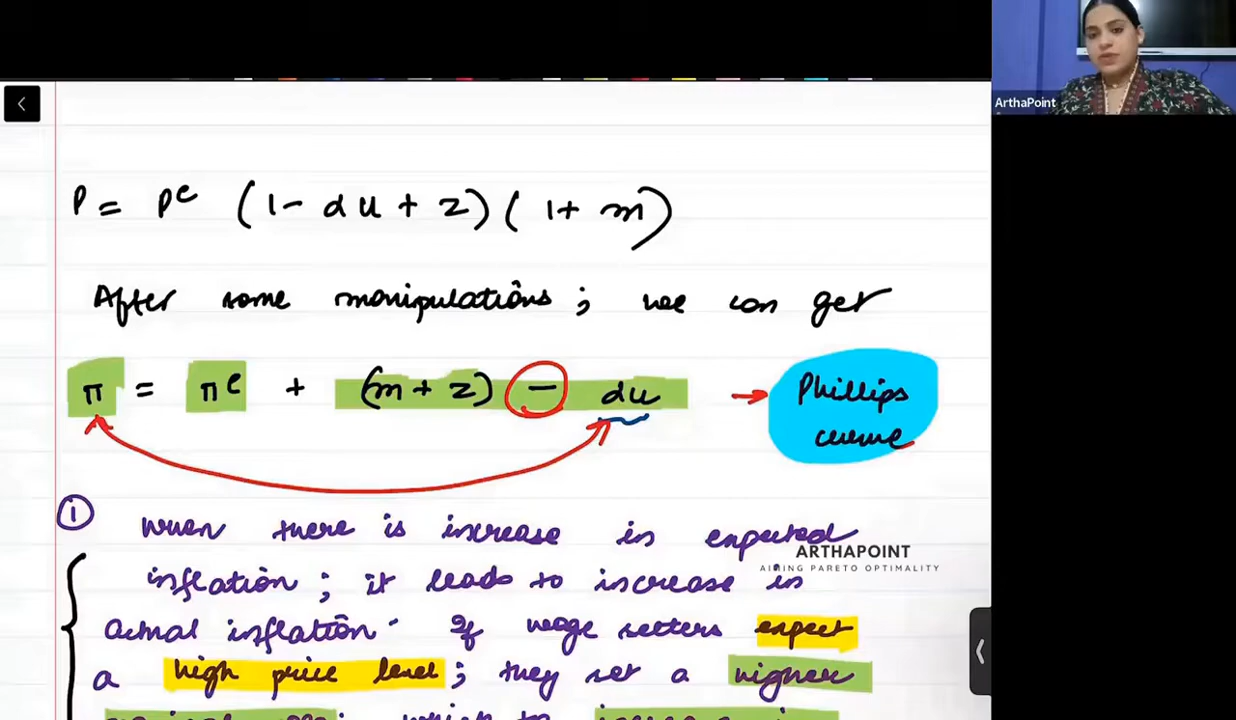 ArthaPoint
P = P^e (1 - αu + z) (1 + m)
After some manipulations ; we can get
π = π^e + (m + z) - αu → Phillips curve
① When there is increase in expected
ARTHAPOINT
AIMING PARETO OPTIMALITY
inflation ; it leads to increase in
actual inflation. If wage setters expect
a high price level ; they set a higher